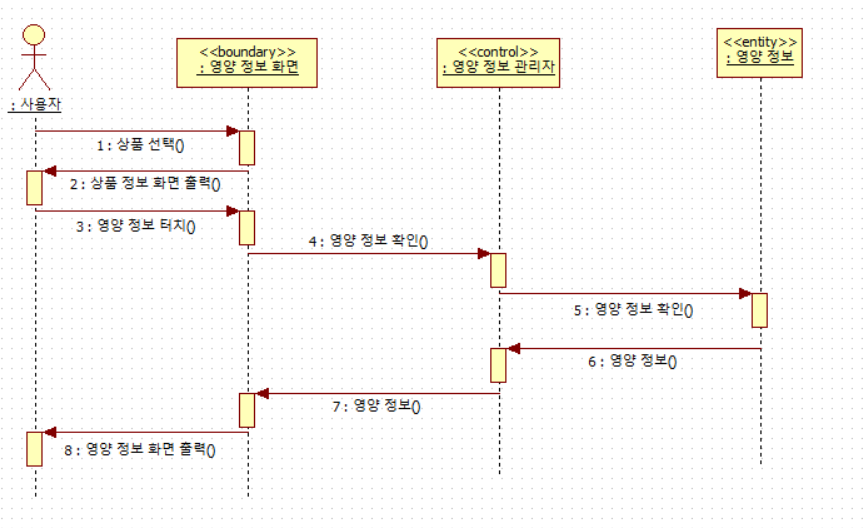 <<boundary>>
: 영양 정보 화면
<<control>>
: 영양 정보 관리자
<<entity>>
: 영양 정보
: 사용자
1 : 상품 선택()
2 : 상품 정보 화면 출력()
3 : 영양 정보 터치()
4 : 영양 정보 확인()
5 : 영양 정보 확인()
6 : 영양 정보()
7 : 영양 정보()
8 : 영양 정보 화면 출력()